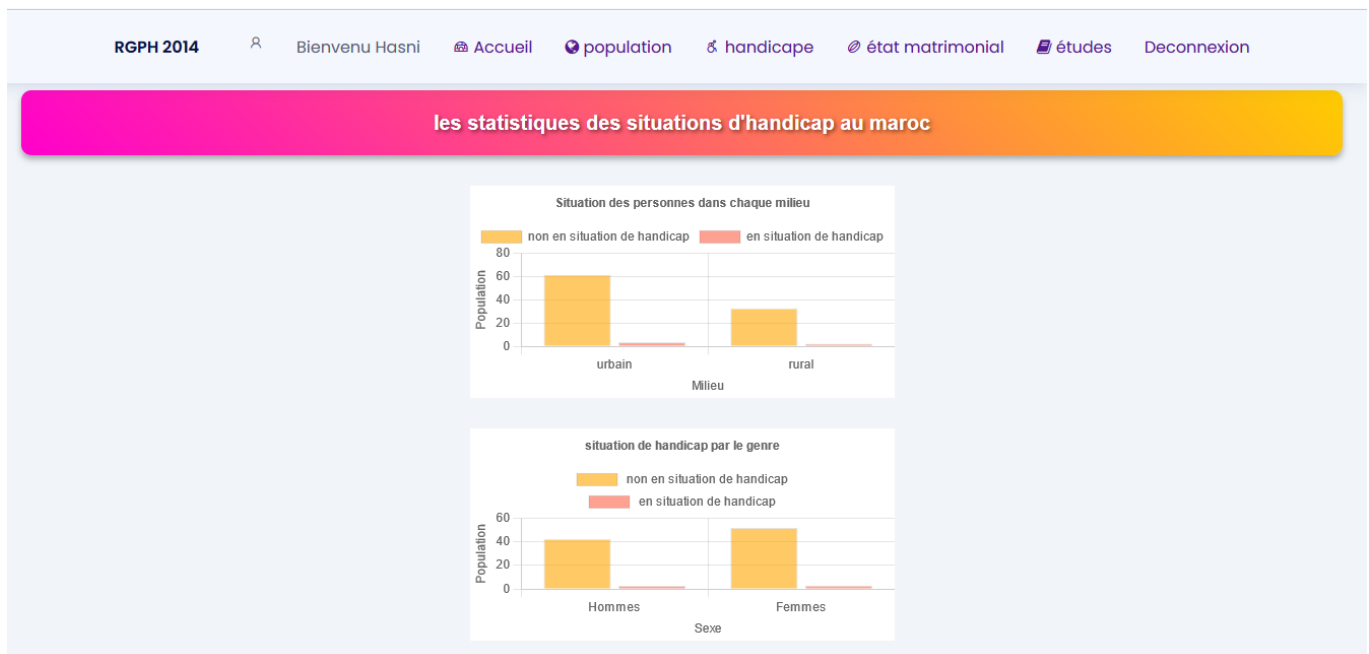 RGPH 2014 Bienvenu Hasni Accueil population handicape état matrimonial études Deconnexion
les statistiques des situations d'handicap au maroc
Situation des personnes dans chaque milieu
non en situation de handicap en situation de handicap
80
60
40
20
0
Population
urbain rural
Milieu
situation de handicap par le genre
non en situation de handicap
en situation de handicap
60
40
20
0
Population
Hommes Femmes
Sexe